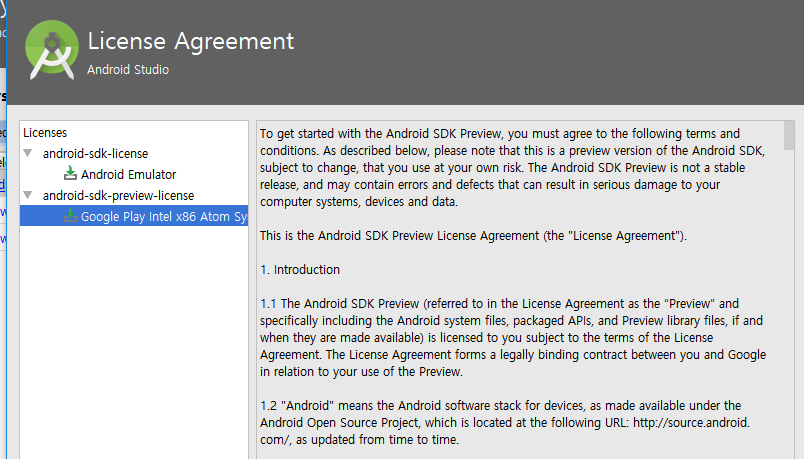 License Agreement
Android Studio
Licenses
android-sdk-license
Android Emulator
android-sdk-preview-license
Google Play Intel x86 Atom Sy
To get started with the Android SDK Preview, you must agree to the following terms and
conditions. As described below, please note that this is a preview version of the Android SDK,
subject to change, that you use at your own risk. The Android SDK Preview is not a stable
release, and may contain errors and defects that can result in serious damage to your
computer systems, devices and data.
This is the Android SDK Preview License Agreement (the "License Agreement").
1. Introduction
1.1 The Android SDK Preview (referred to in the License Agreement as the “Preview” and
specifically including the Android system files, packaged APIs, and Preview library files, if and
when they are made available) is licensed to you subject to the terms of the License
Agreement. The License Agreement forms a legally binding contract between you and Google
in relation to your use of the Preview.
1.2 "Android" means the Android software stack for devices, as made available under the
Android Open Source Project, which is located at the following URL: http://source.android.
com/, as updated from time to time.